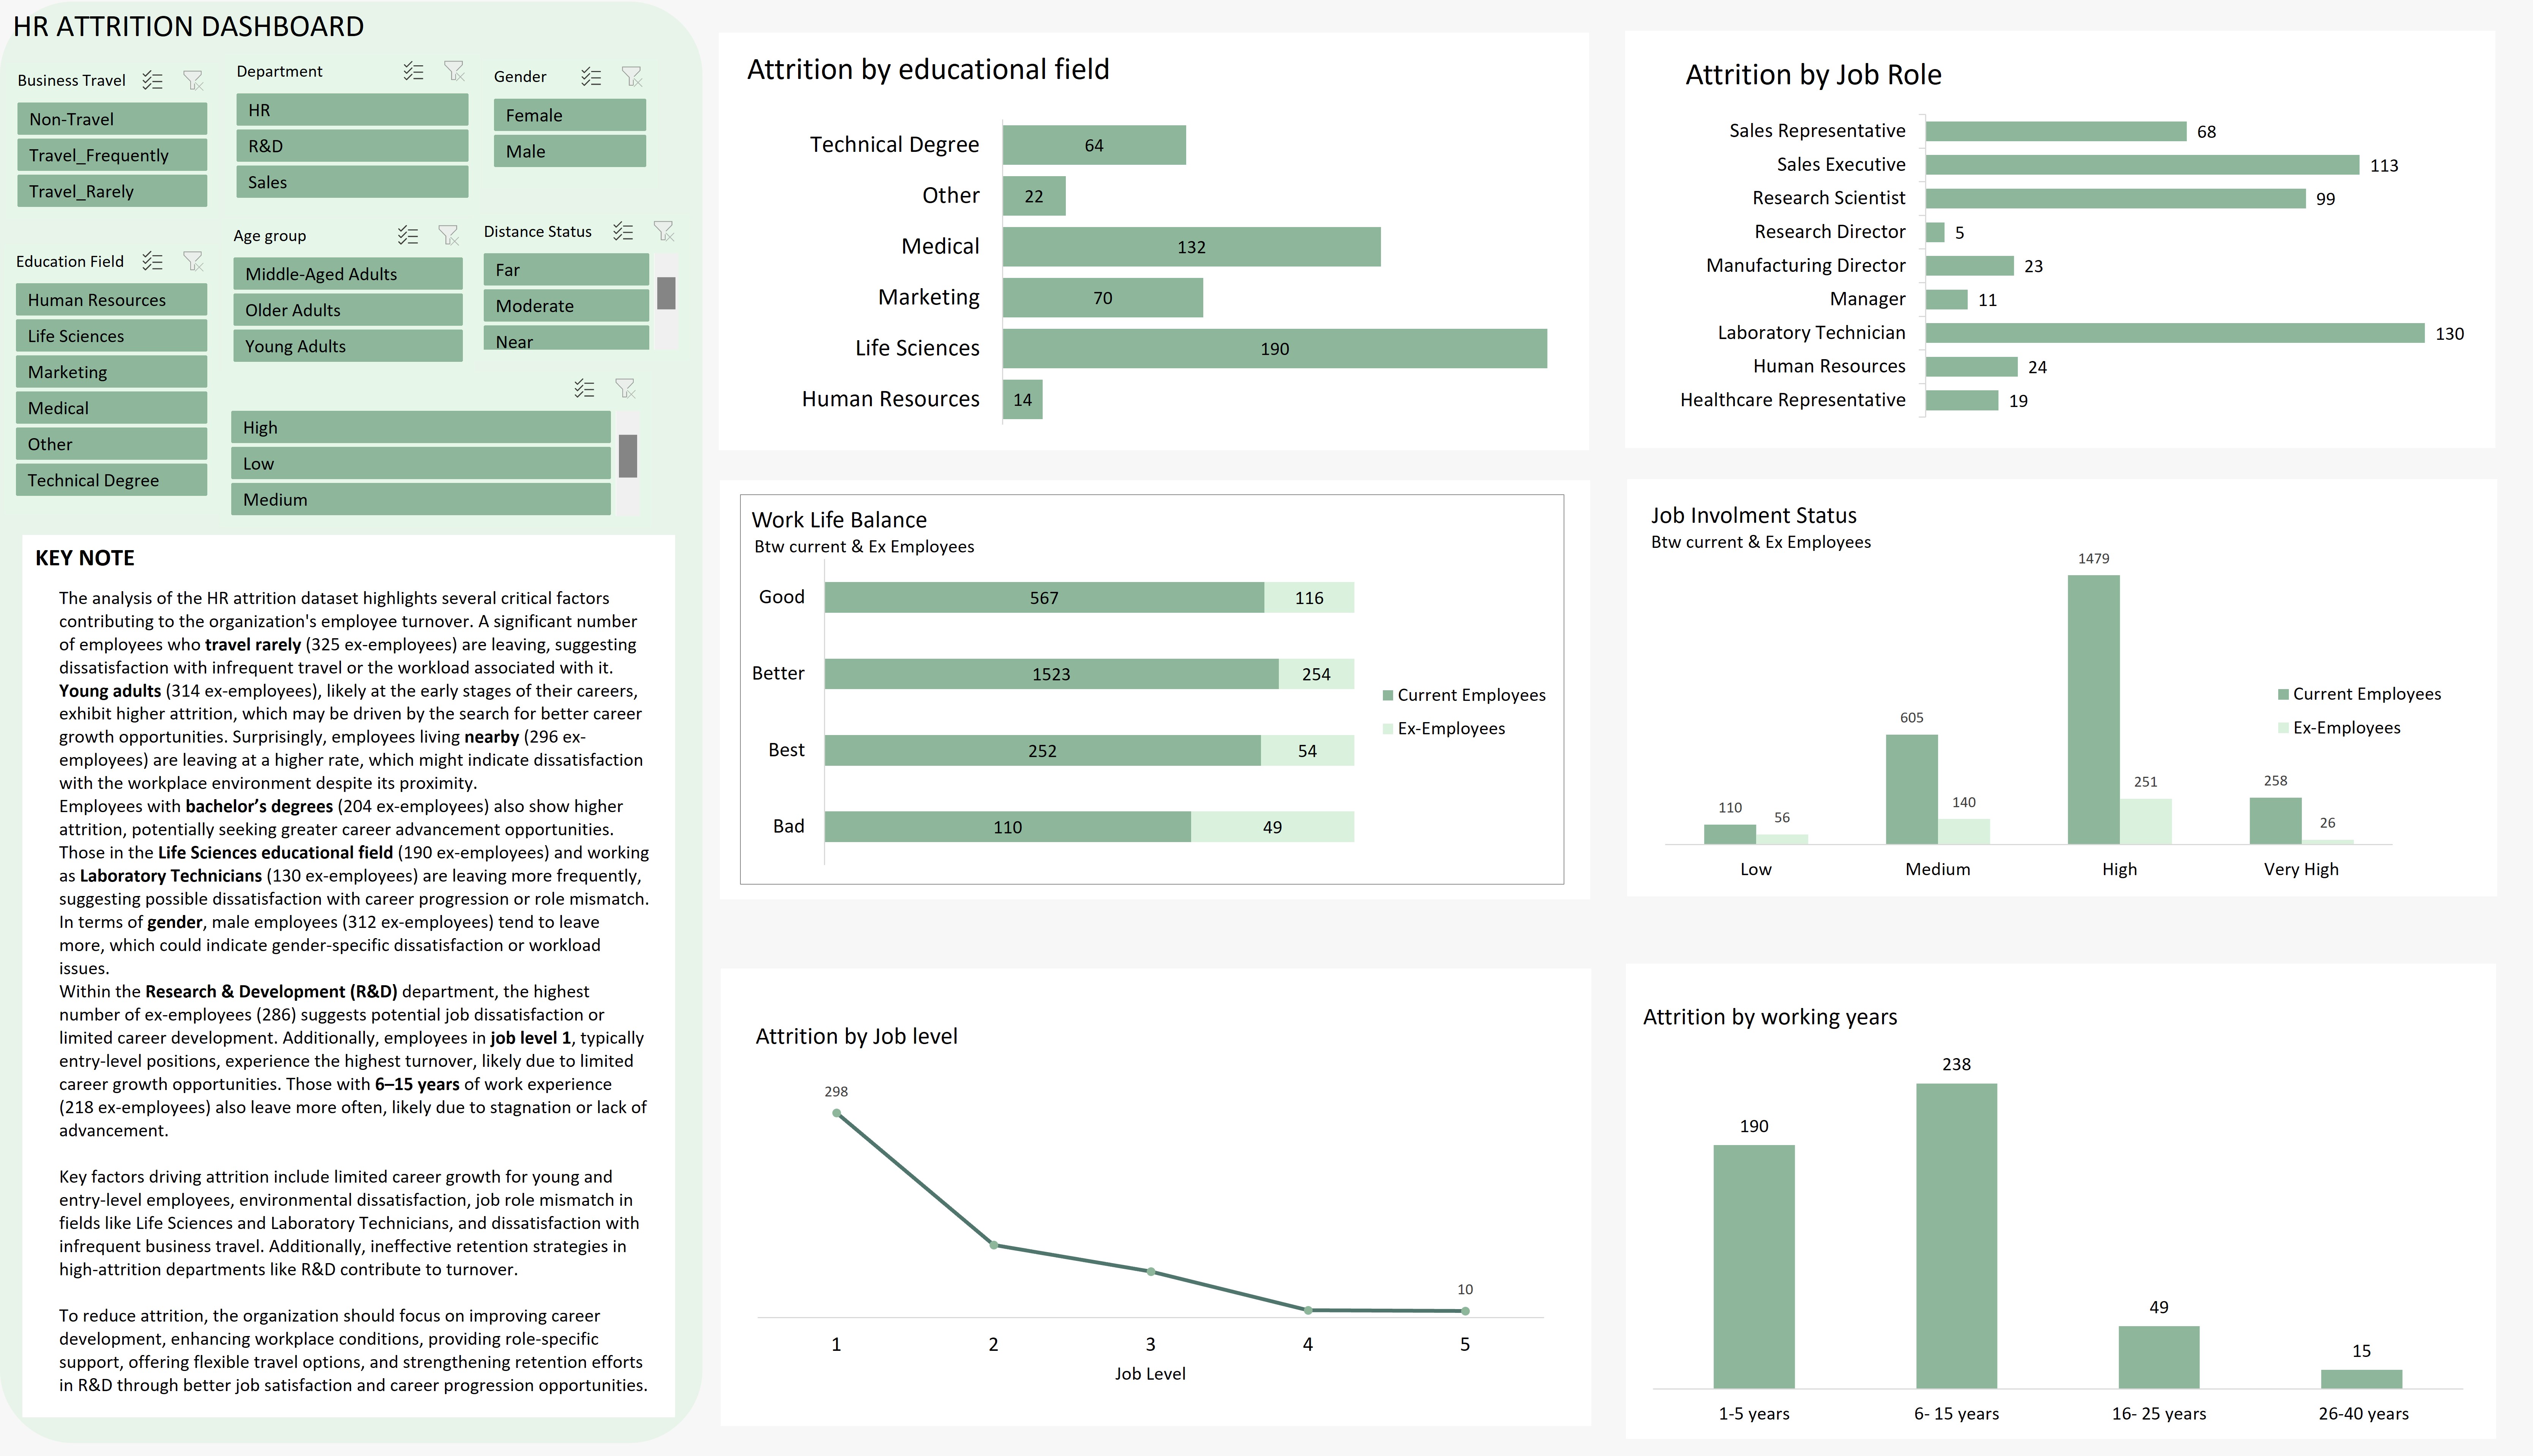 HR ATTRITION DASHBOARD
Business Travel
Non-Travel
Travel_Frequently
Travel_Rarely
Department
HR
R&D
Sales
Gender
Female
Male
Education Field
Human Resources
Life Sciences
Marketing
Medical
Other
Technical Degree
Age group
Middle-Aged Adults
Older Adults
Young Adults
Distance Status
Far
Moderate
Near
High
Low
Medium
KEY NOTE
The analysis of the HR attrition dataset highlights several critical factors
contributing to the organization's employee turnover. A significant number
of employees who travel rarely (325 ex-employees) are leaving, suggesting
dissatisfaction with infrequent travel or the workload associated with it.
Young adults (314 ex-employees), likely at the early stages of their careers,
exhibit higher attrition, which may be driven by the search for better career
growth opportunities. Surprisingly, employees living nearby (296 ex-
employees) are leaving at a higher rate, which might indicate dissatisfaction
with the workplace environment despite its proximity.
Employees with bachelor’s degrees (204 ex-employees) also show higher
attrition, potentially seeking greater career advancement opportunities.
Those in the Life Sciences educational field (190 ex-employees) and working
as Laboratory Technicians (130 ex-employees) are leaving more frequently,
suggesting possible dissatisfaction with career progression or role mismatch.
In terms of gender, male employees (312 ex-employees) tend to leave
more, which could indicate gender-specific dissatisfaction or workload
issues.
Within the Research & Development (R&D) department, the highest
number of ex-employees (286) suggests potential job dissatisfaction or
limited career development. Additionally, employees in job level 1, typically
entry-level positions, experience the highest turnover, likely due to limited
career growth opportunities. Those with 6–15 years of work experience
(218 ex-employees) also leave more often, likely due to stagnation or lack of
advancement.
Key factors driving attrition include limited career growth for young and
entry-level employees, environmental dissatisfaction, job role mismatch in
fields like Life Sciences and Laboratory Technicians, and dissatisfaction with
infrequent business travel. Additionally, ineffective retention strategies in
high-attrition departments like R&D contribute to turnover.
To reduce attrition, the organization should focus on improving career
development, enhancing workplace conditions, providing role-specific
support, offering flexible travel options, and strengthening retention efforts
in R&D through better job satisfaction and career progression opportunities.
Attrition by educational field
Technical Degree 64
Other 22
Medical 132
Marketing 70
Life Sciences 190
Human Resources 14
Attrition by Job Role
Sales Representative 68
Sales Executive 113
Research Scientist 99
Research Director 5
Manufacturing Director 23
Manager 11
Laboratory Technician 130
Human Resources 24
Healthcare Representative 19
Work Life Balance
Btw current & Ex Employees
Good 567 116
Better 1523 254
Best 252 54
Bad 110 49
Current Employees
Ex-Employees
Job Involment Status
Btw current & Ex Employees
110 56 605 140 1479 251 258 26
Low Medium High Very High
Current Employees
Ex-Employees
Attrition by Job level
298 10
1 2 3 4 5
Job Level
Attrition by working years
190 238 49 15
1-5 years 6- 15 years 16- 25 years 26-40 years